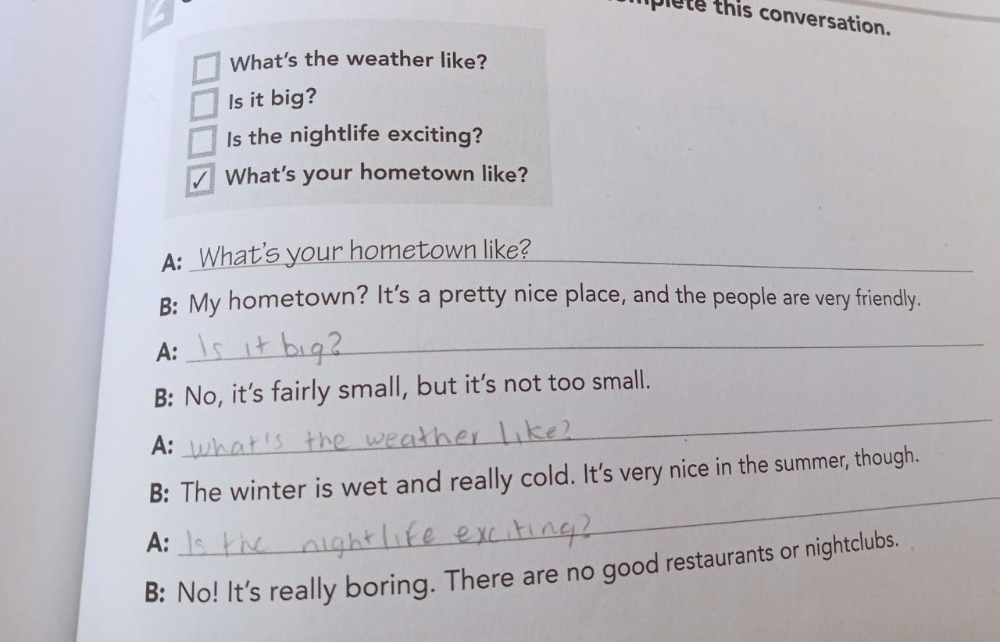 2
this conversation.
What's the weather like?
Is it big?
Is the nightlife exciting?
✓ What's your hometown like?
A: What's your hometown like?
B: My hometown? It's a pretty nice place, and the people are very friendly.
A: Is it big?
B: No, it's fairly small, but it's not too small.
A: what's the weather like?
B: The winter is wet and really cold. It's very nice in the summer, though.
A: Is the nightlife exciting?
B: No! It's really boring. There are no good restaurants or nightclubs.